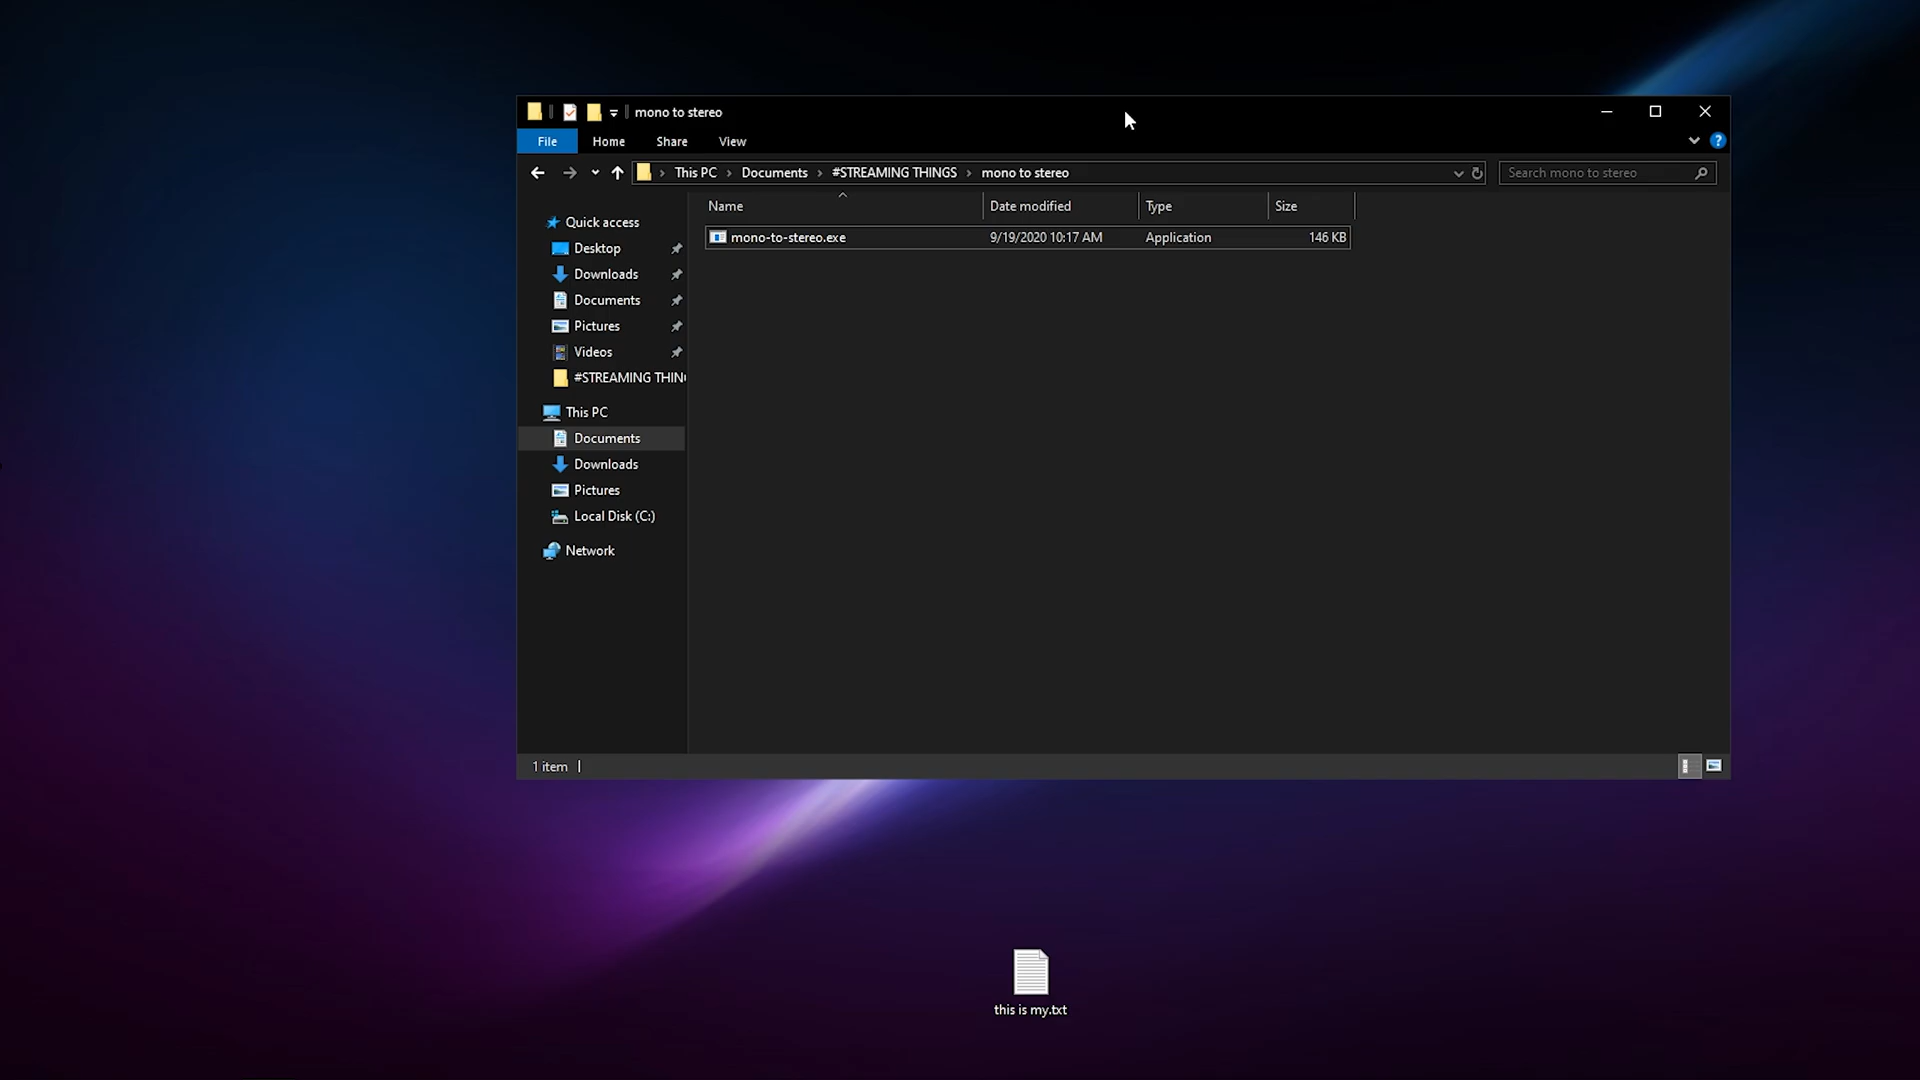 mono to stereo
File Home Share View
This PC Documents #STREAMING THINGS mono to stereo
Search mono to stereo
Name Date modified Type Size
mono-to-stereo.exe 9/19/2020 10:17 AM Application 146 KB
Quick access
Desktop
Downloads
Documents
Pictures
Videos
#STREAMING THIN
This PC
Documents
Downloads
Pictures
Local Disk (C:)
Network
1 item
this is my.txt